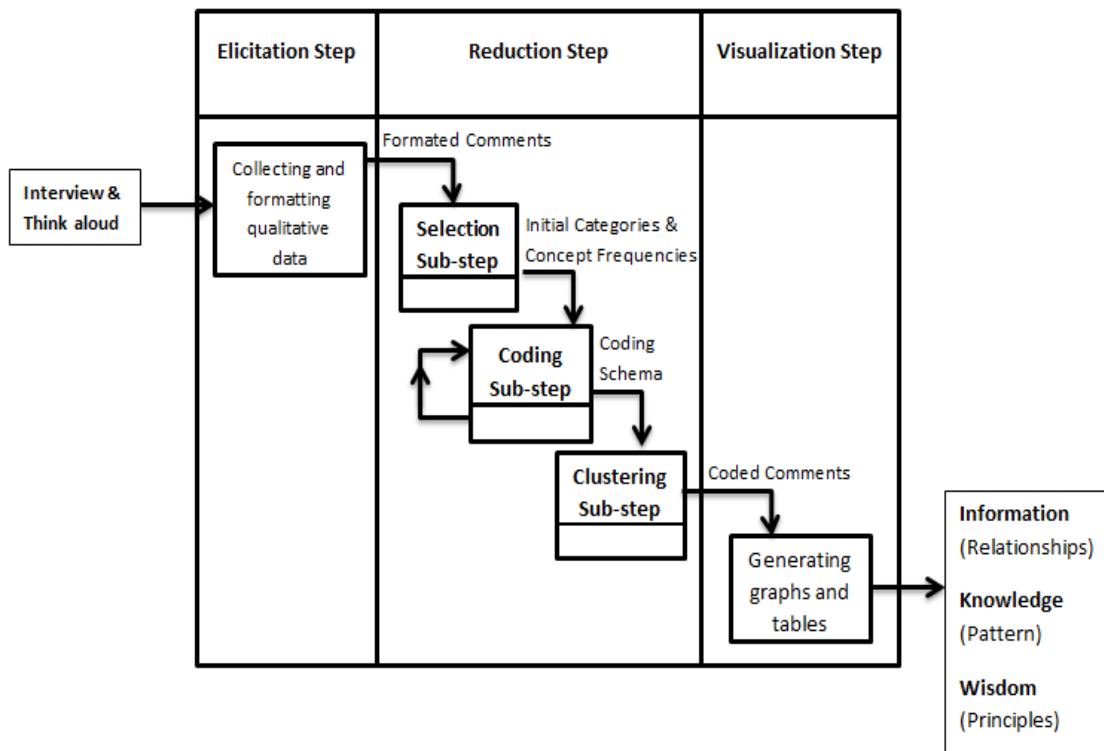 Elicitation Step
Reduction Step
Visualization Step
Interview &
Think aloud
Collecting and
formatting
qualitative
data
Formated Comments
Selection
Sub-step
Initial Categories &
Concept Frequencies
Coding
Sub-step
Coding
Schema
Clustering
Sub-step
Coded Comments
Generating
graphs and
tables
Information
(Relationships)
Knowledge
(Pattern)
Wisdom
(Principles)